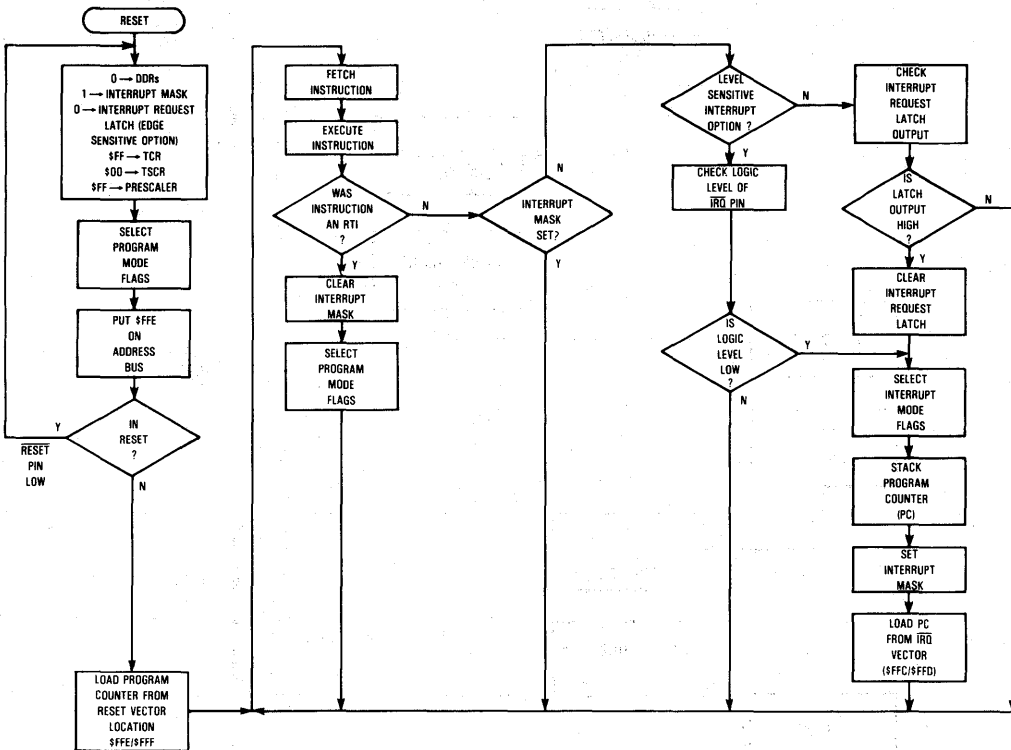 RESET
0 → DDRs
1 → INTERRUPT MASK
0 → INTERRUPT REQUEST
LATCH (EDGE
SENSITIVE OPTION)
$FF → TCR
$00 → TSCR
$FF → PRESCALER
SELECT
PROGRAM
MODE
FLAGS
PUT $FFE
ON
ADDRESS
BUS
IN
RESET
?
Y
RESET
PIN
LOW
N
LOAD PROGRAM
COUNTER FROM
RESET VECTOR
LOCATION
$FFE/$FFF
FETCH
INSTRUCTION
EXECUTE
INSTRUCTION
WAS
INSTRUCTION
AN RTI
?
N
Y
CLEAR
INTERRUPT
MASK
SELECT
PROGRAM
MODE
FLAGS
N
INTERRUPT
MASK
SET?
Y
LEVEL
SENSITIVE
INTERRUPT
OPTION ?
N
Y
CHECK LOGIC
LEVEL OF
IRQ PIN
IS
LOGIC
LEVEL
LOW
?
Y
N
CHECK
INTERRUPT
REQUEST
LATCH
OUTPUT
IS
LATCH
OUTPUT
HIGH
?
N
Y
CLEAR
INTERRUPT
REQUEST
LATCH
SELECT
INTERRUPT
MODE
FLAGS
STACK
PROGRAM
COUNTER
(PC)
SET
INTERRUPT
MASK
LOAD PC
FROM IRQ
VECTOR
($FFC/$FFD)